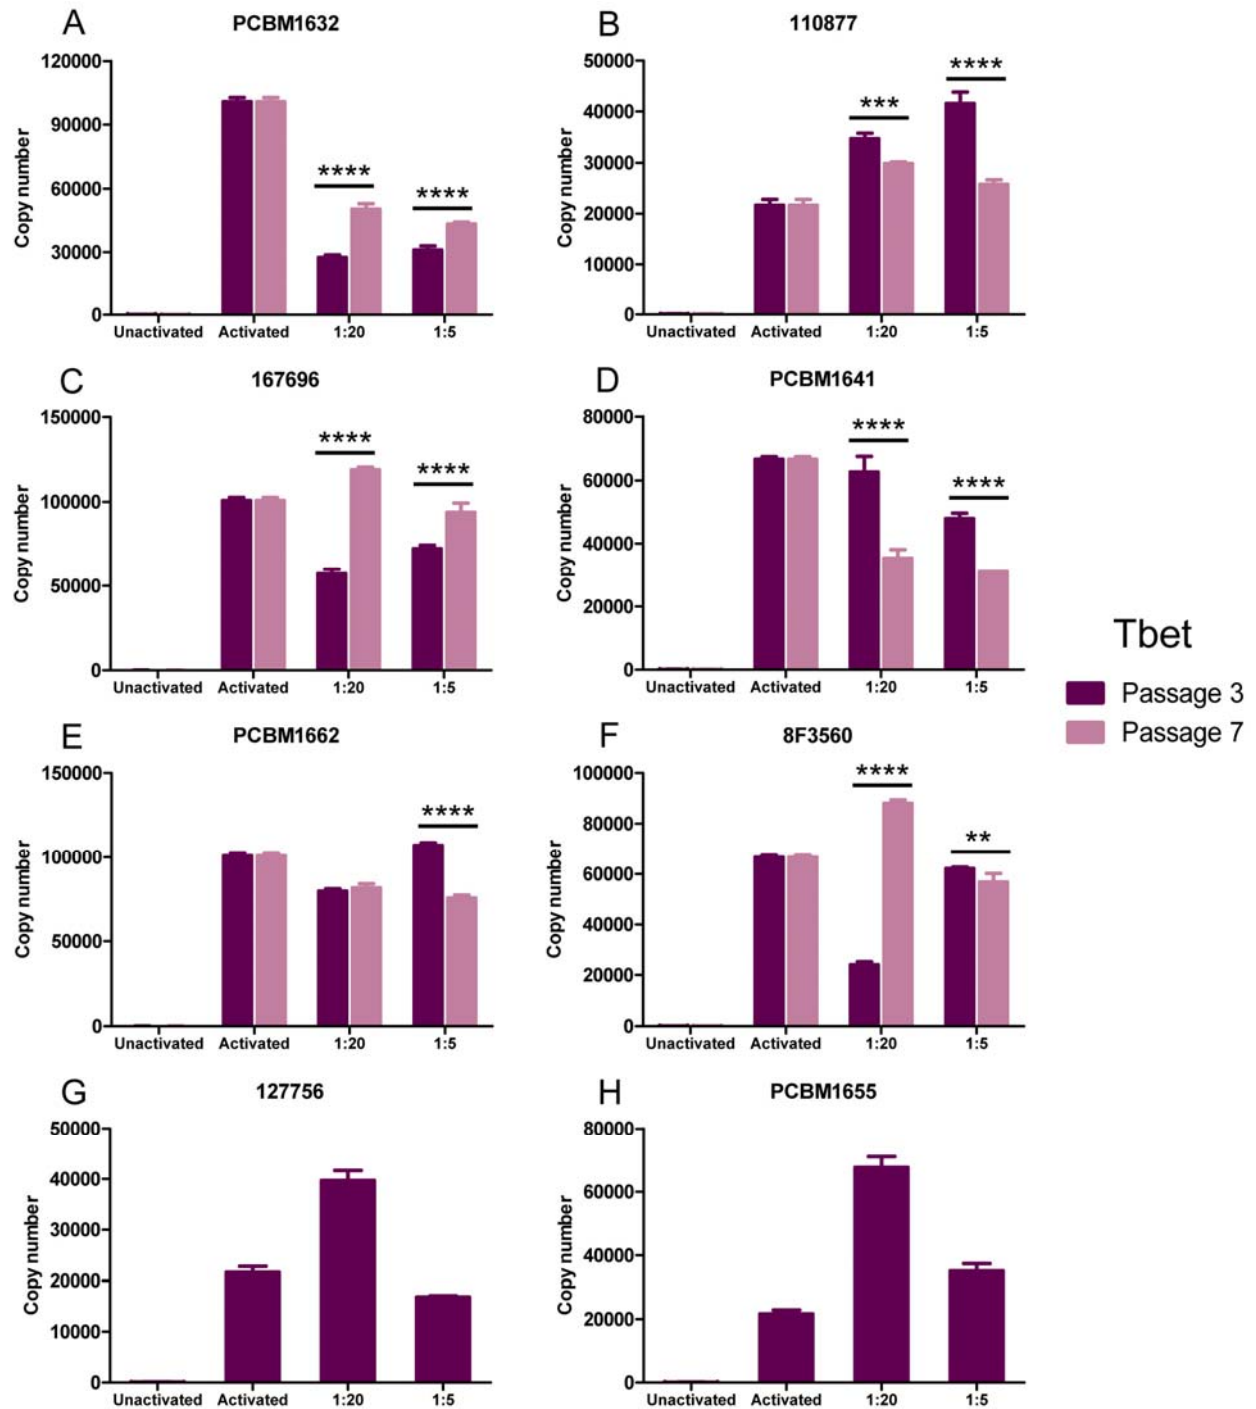 A
PCBM1632
120000
90000
60000
30000
0
Copy number
****
****
Unactivated Activated 1:20 1:5
B
110877
50000
40000
30000
20000
10000
0
Copy number
***
****
Unactivated Activated 1:20 1:5
C
167696
150000
100000
50000
0
Copy number
****
****
Unactivated Activated 1:20 1:5
D
PCBM1641
80000
60000
40000
20000
0
Copy number
****
****
Unactivated Activated 1:20 1:5
Tbet
Passage 3
Passage 7
E
PCBM1662
150000
100000
50000
0
Copy number
****
Unactivated Activated 1:20 1:5
F
8F3560
100000
80000
60000
40000
20000
0
Copy number
****
**
Unactivated Activated 1:20 1:5
G
127756
50000
40000
30000
20000
10000
0
Copy number
Unactivated Activated 1:20 1:5
H
PCBM1655
80000
60000
40000
20000
0
Copy number
Unactivated Activated 1:20 1:5